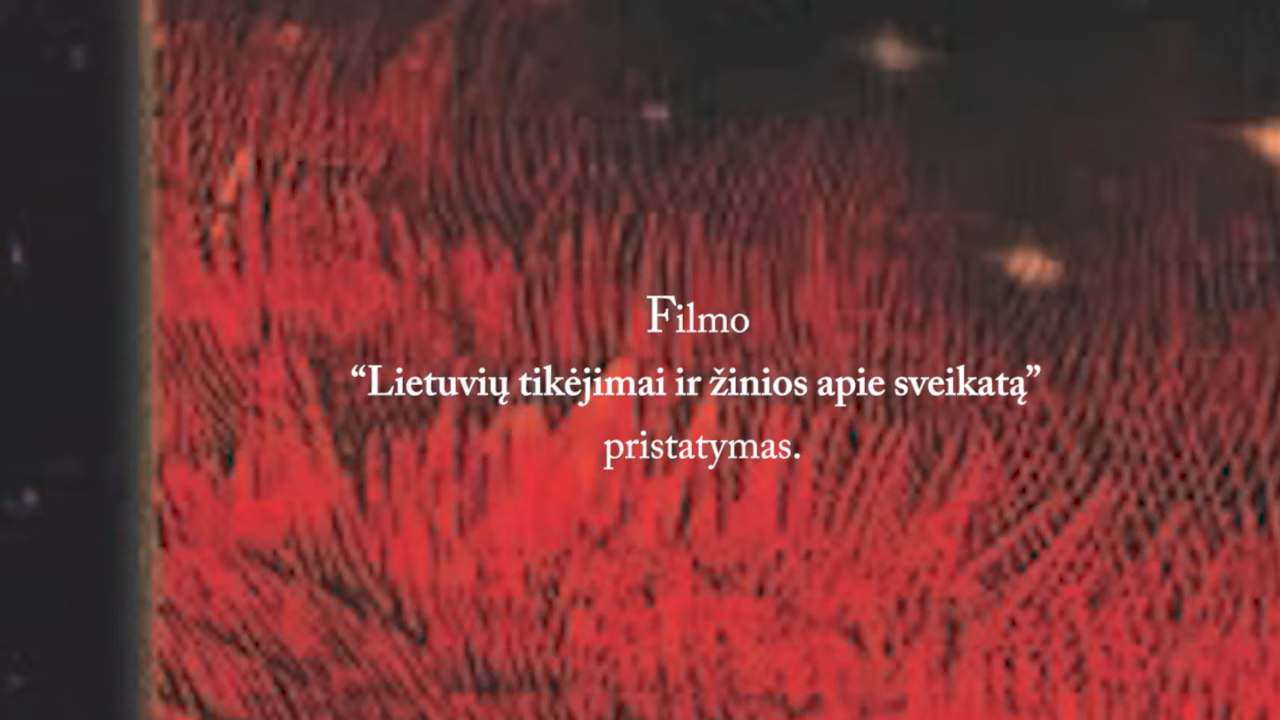 Filmo
“Lietuvių tikėjimai ir žinios apie sveikatą”
pristatymas.